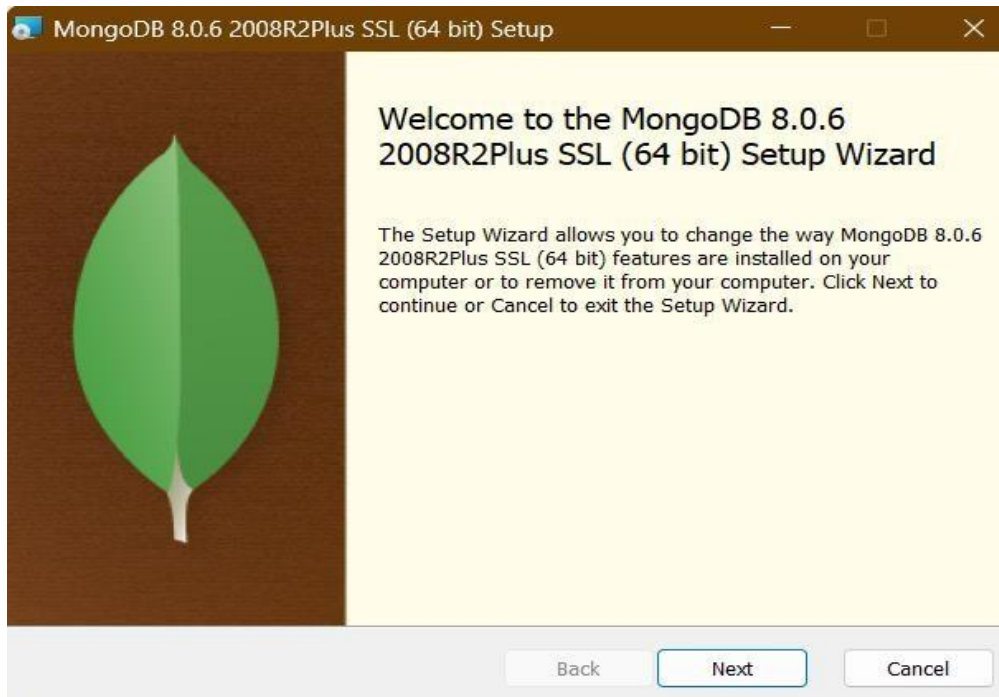 MongoDB 8.0.6 2008R2Plus SSL (64 bit) Setup
Welcome to the MongoDB 8.0.6
2008R2Plus SSL (64 bit) Setup Wizard
The Setup Wizard allows you to change the way MongoDB 8.0.6
2008R2Plus SSL (64 bit) features are installed on your
computer or to remove it from your computer. Click Next to
continue or Cancel to exit the Setup Wizard.
Back
Next
Cancel